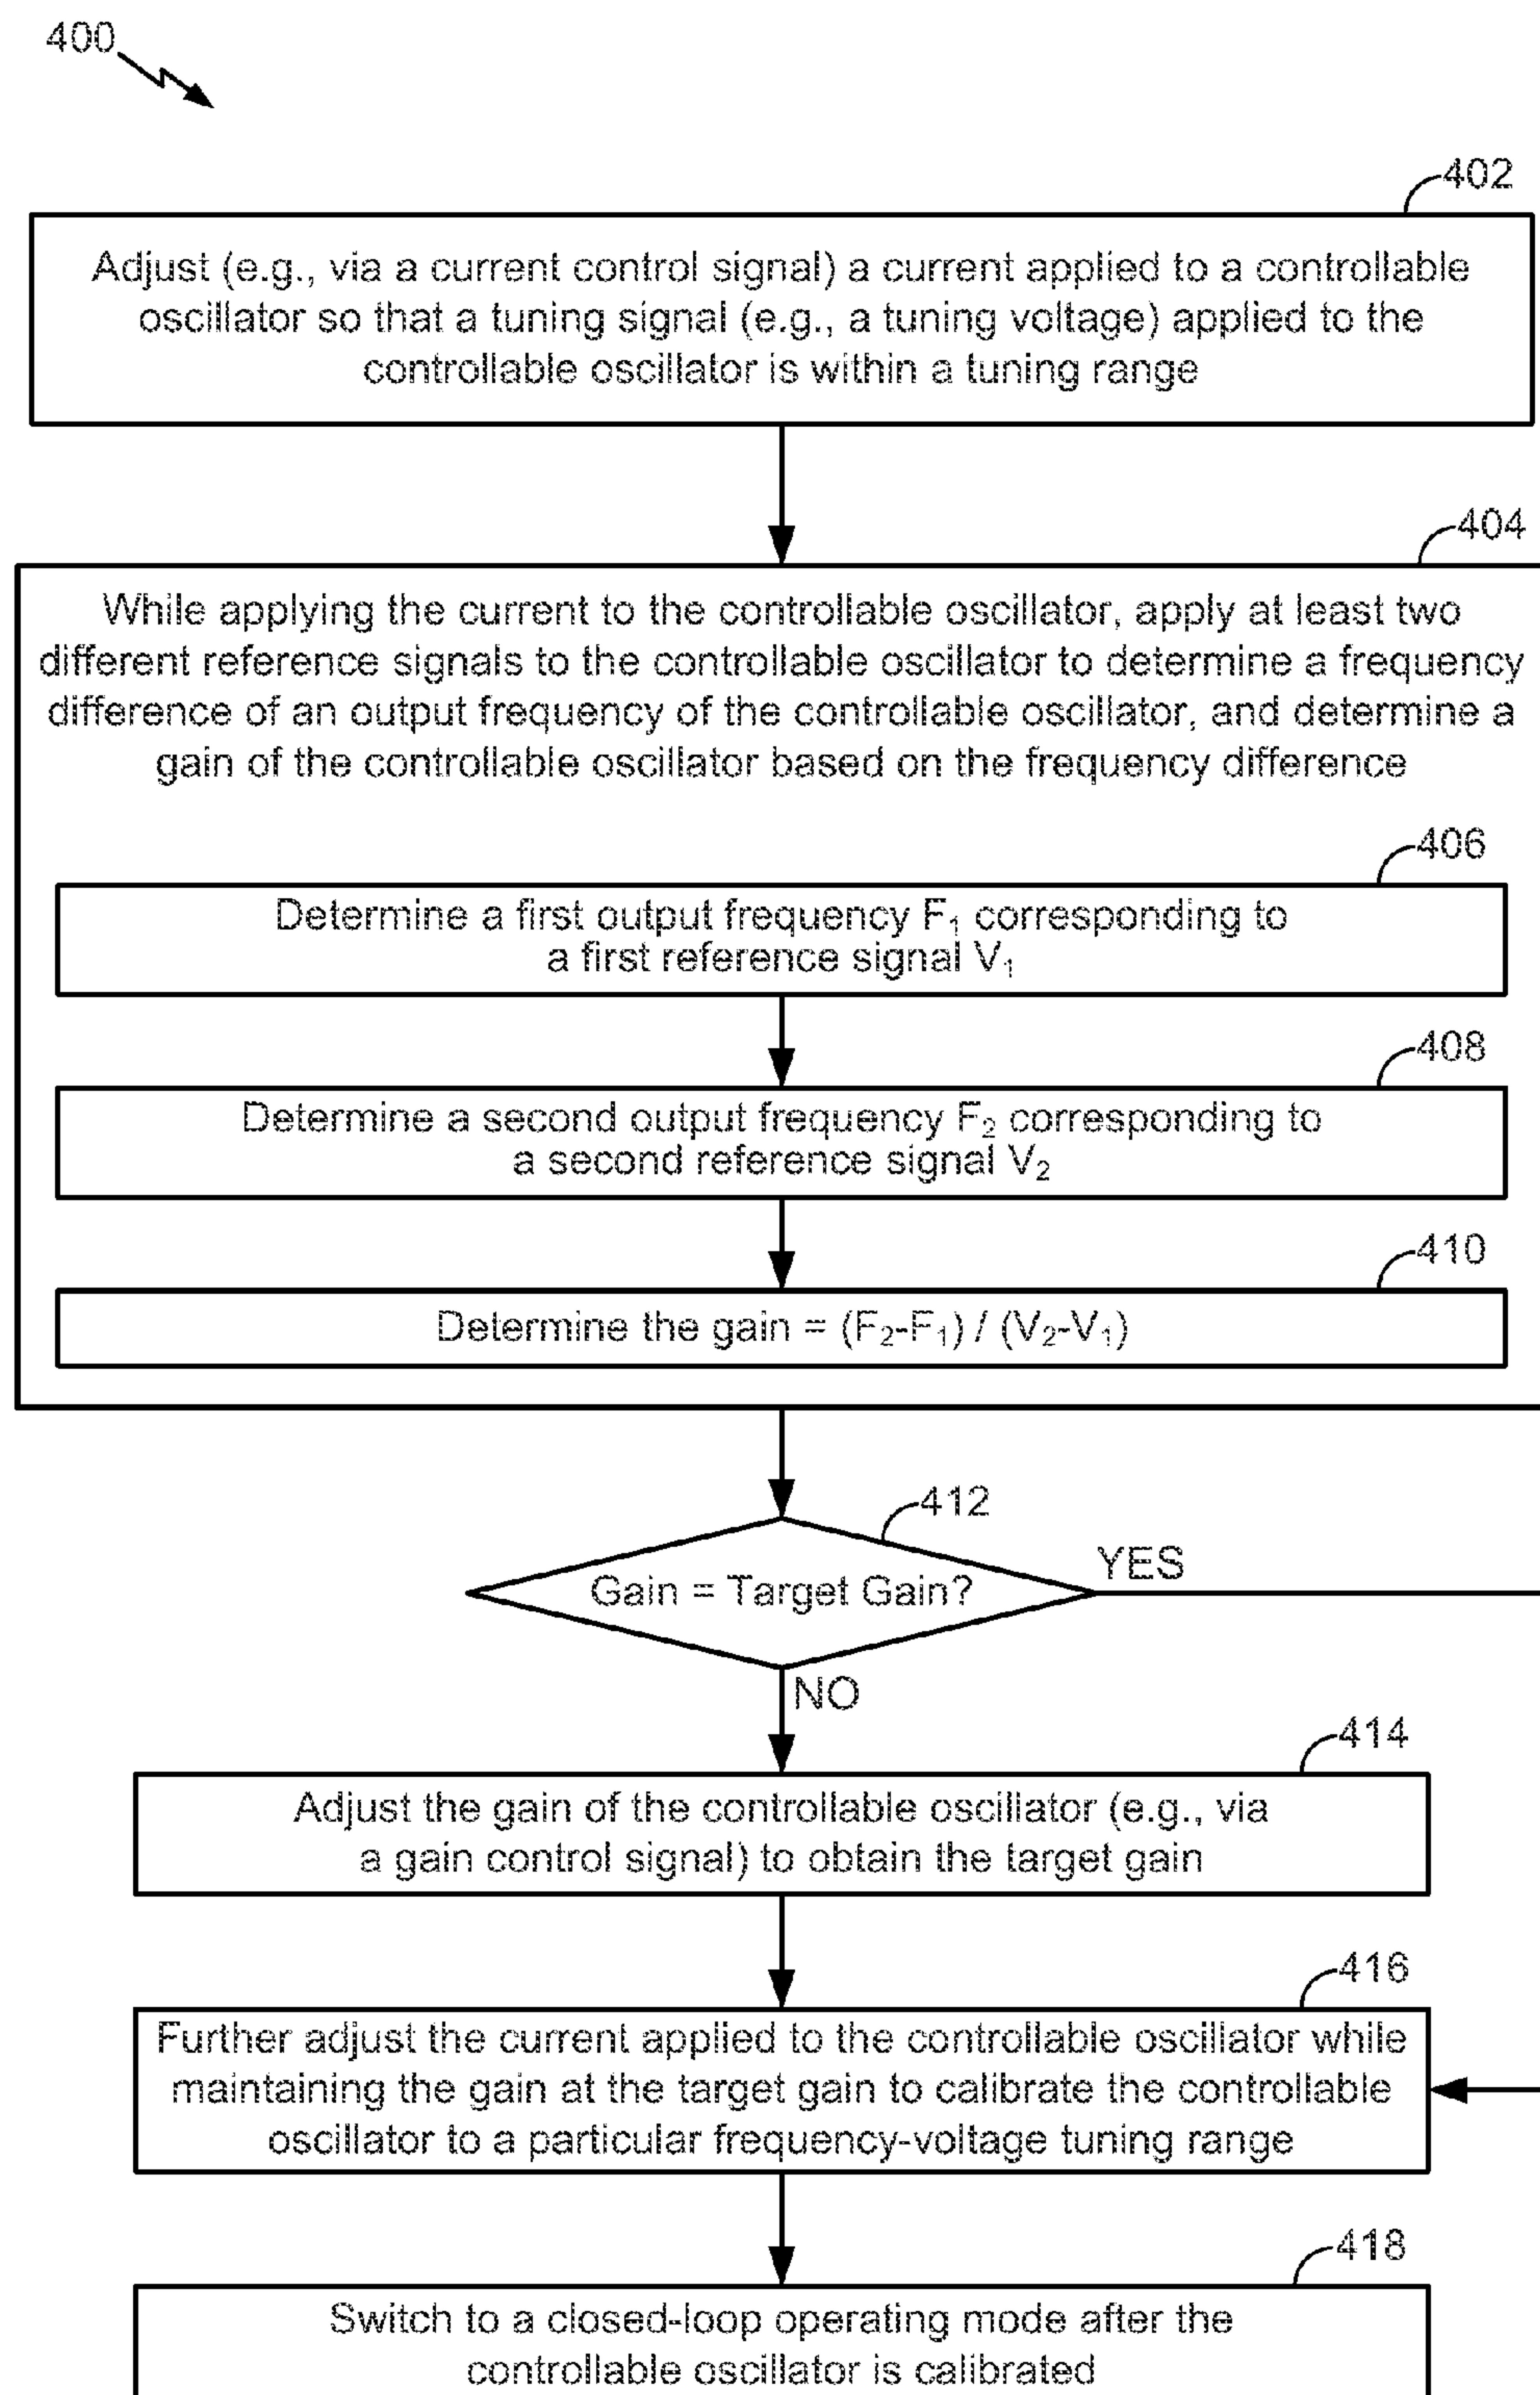 400
402
Adjust (e.g., via a current control signal) a current applied to a controllable
oscillator so that a tuning signal (e.g., a tuning voltage) applied to the
controllable oscillator is within a tuning range
404
While applying the current to the controllable oscillator, apply at least two
different reference signals to the controllable oscillator to determine a frequency
difference of an output frequency of the controllable oscillator, and determine a
gain of the controllable oscillator based on the frequency difference
406
Determine a first output frequency F₁ corresponding to
a first reference signal V₁
408
Determine a second output frequency F₂ corresponding to
a second reference signal V₂
410
Determine the gain = (F₂-F₁) / (V₂-V₁)
412
Gain = Target Gain?
YES
NO
414
Adjust the gain of the controllable oscillator (e.g., via
a gain control signal) to obtain the target gain
416
Further adjust the current applied to the controllable oscillator while
maintaining the gain at the target gain to calibrate the controllable
oscillator to a particular frequency-voltage tuning range
418
Switch to a closed-loop operating mode after the
controllable oscillator is calibrated